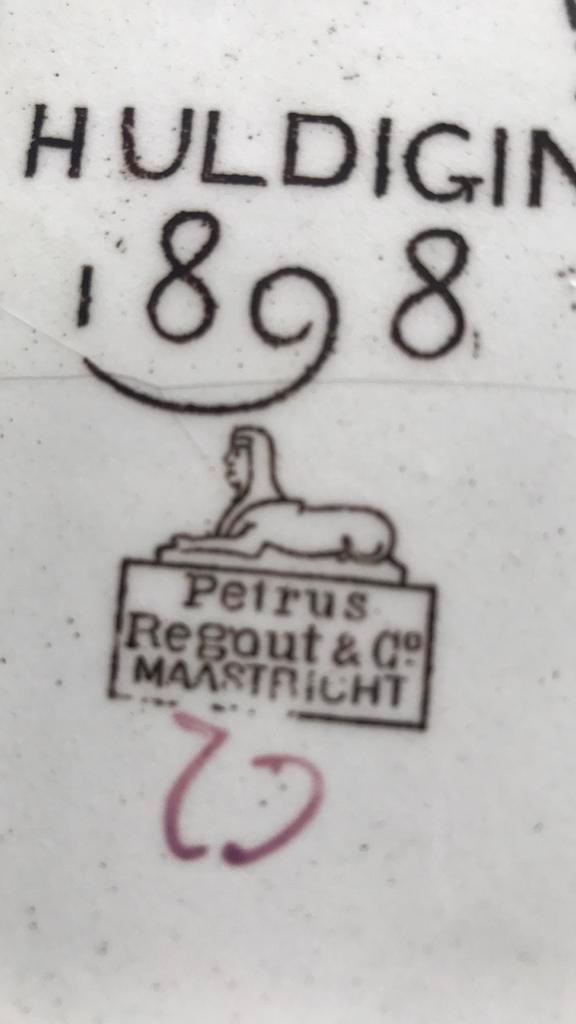 HULDIGIN
1898
Petrus
Regout & Co.
MAASTRICHT